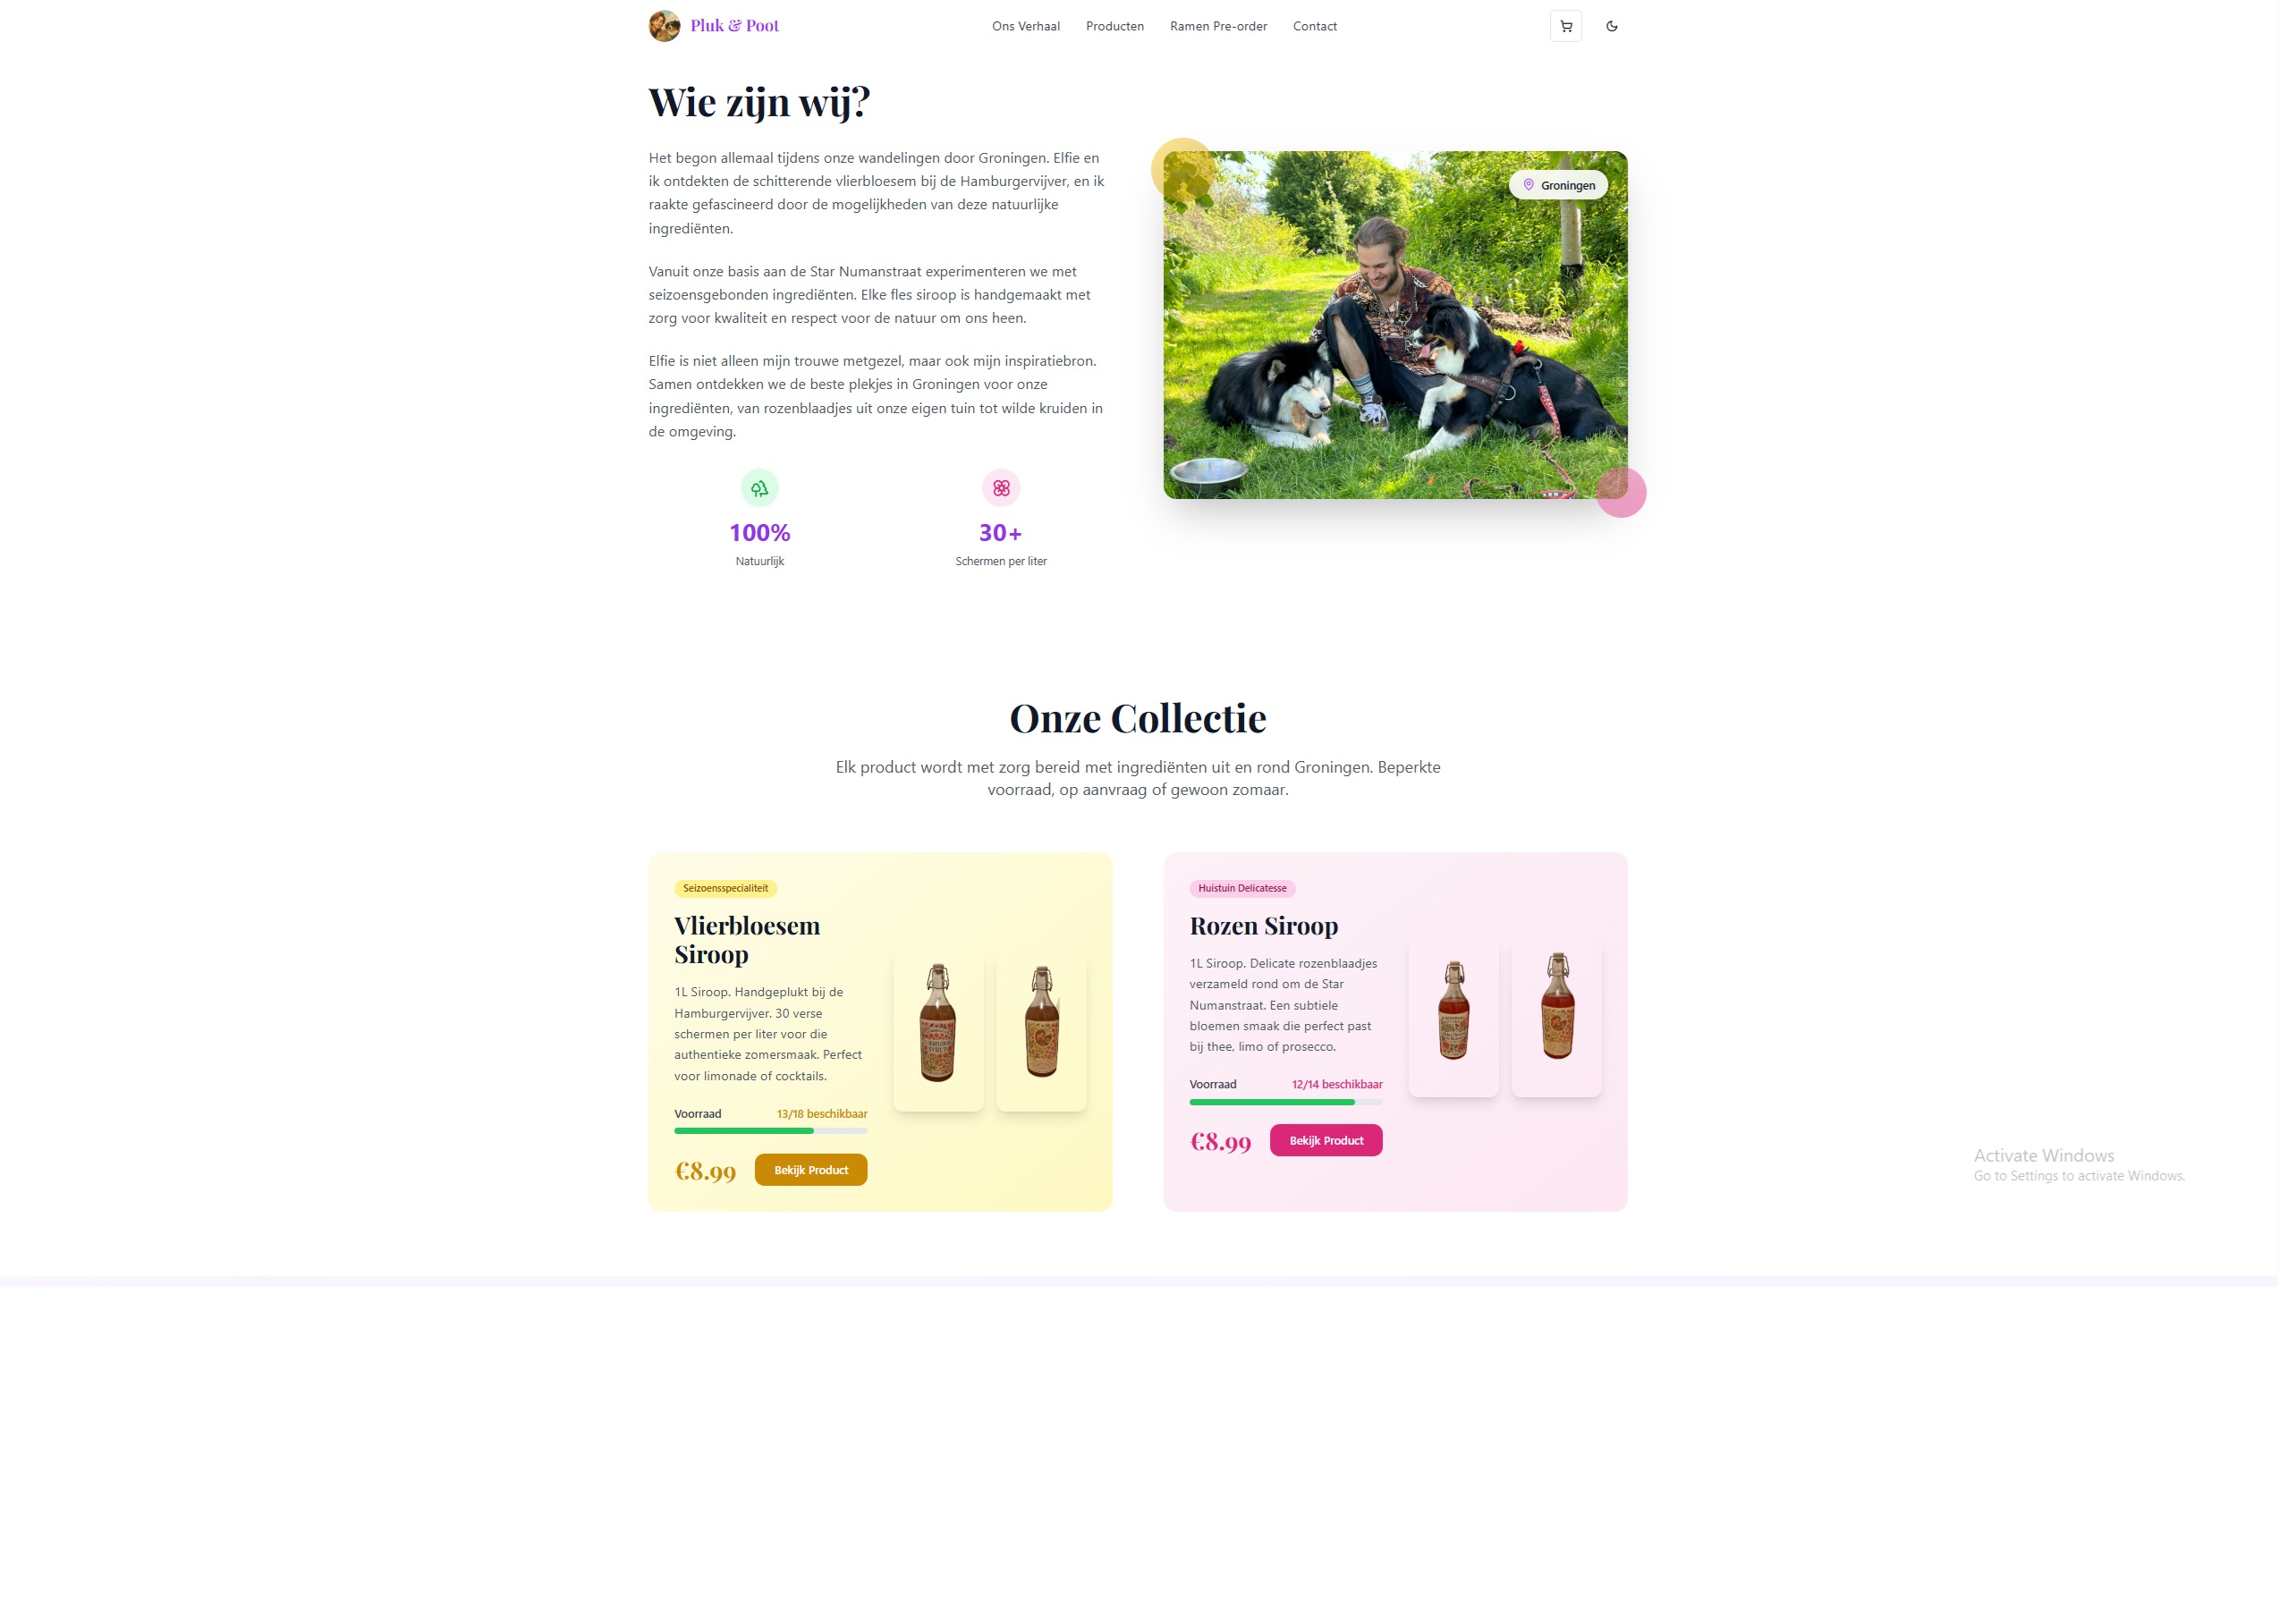 Pluk & Poot
Ons Verhaal
Producten
Ramen Pre-order
Contact
Wie zijn wij?
Het begon allemaal tijdens onze wandelingen door Groningen. Elfie en
ik ontdekten de schitterende vlierbloesem bij de Hamburgervijver, en ik
raakte gefascineerd door de mogelijkheden van deze natuurlijke
ingrediënten.
Vanuit onze basis aan de Star Numanstraat experimenteren we met
seizoensgebonden ingrediënten. Elke fles siroop is handgemaakt met
zorg voor kwaliteit en respect voor de natuur om ons heen.
Elfie is niet alleen mijn trouwe metgezel, maar ook mijn inspiratiebron.
Samen ontdekken we de beste plekjes in Groningen voor onze
ingrediënten, van rozenblaadjes uit onze eigen tuin tot wilde kruiden in
de omgeving.
100%
Natuurlijk
30+
Schermen per liter
Groningen
Onze Collectie
Elk product wordt met zorg bereid met ingrediënten uit en rond Groningen. Beperkte
voorraad, op aanvraag of gewoon zomaar.
Seizoensspecialiteit
Vlierbloesem
Siroop
1L Siroop. Handgeplukt bij de
Hamburgervijver. 30 verse
schermen per liter voor die
authentieke zomersmaak. Perfect
voor limonade of cocktails.
Voorraad
13/18 beschikbaar
€8.99
Bekijk Product
Huistuin Delicatesse
Rozen Siroop
1L Siroop. Delicate rozenblaadjes
verzameld rond om de Star
Numanstraat. Een subtiele
bloemen smaak die perfect past
bij thee, limo of prosecco.
Voorraad
12/14 beschikbaar
€8.99
Bekijk Product
Activate Windows
Go to Settings to activate Windows.